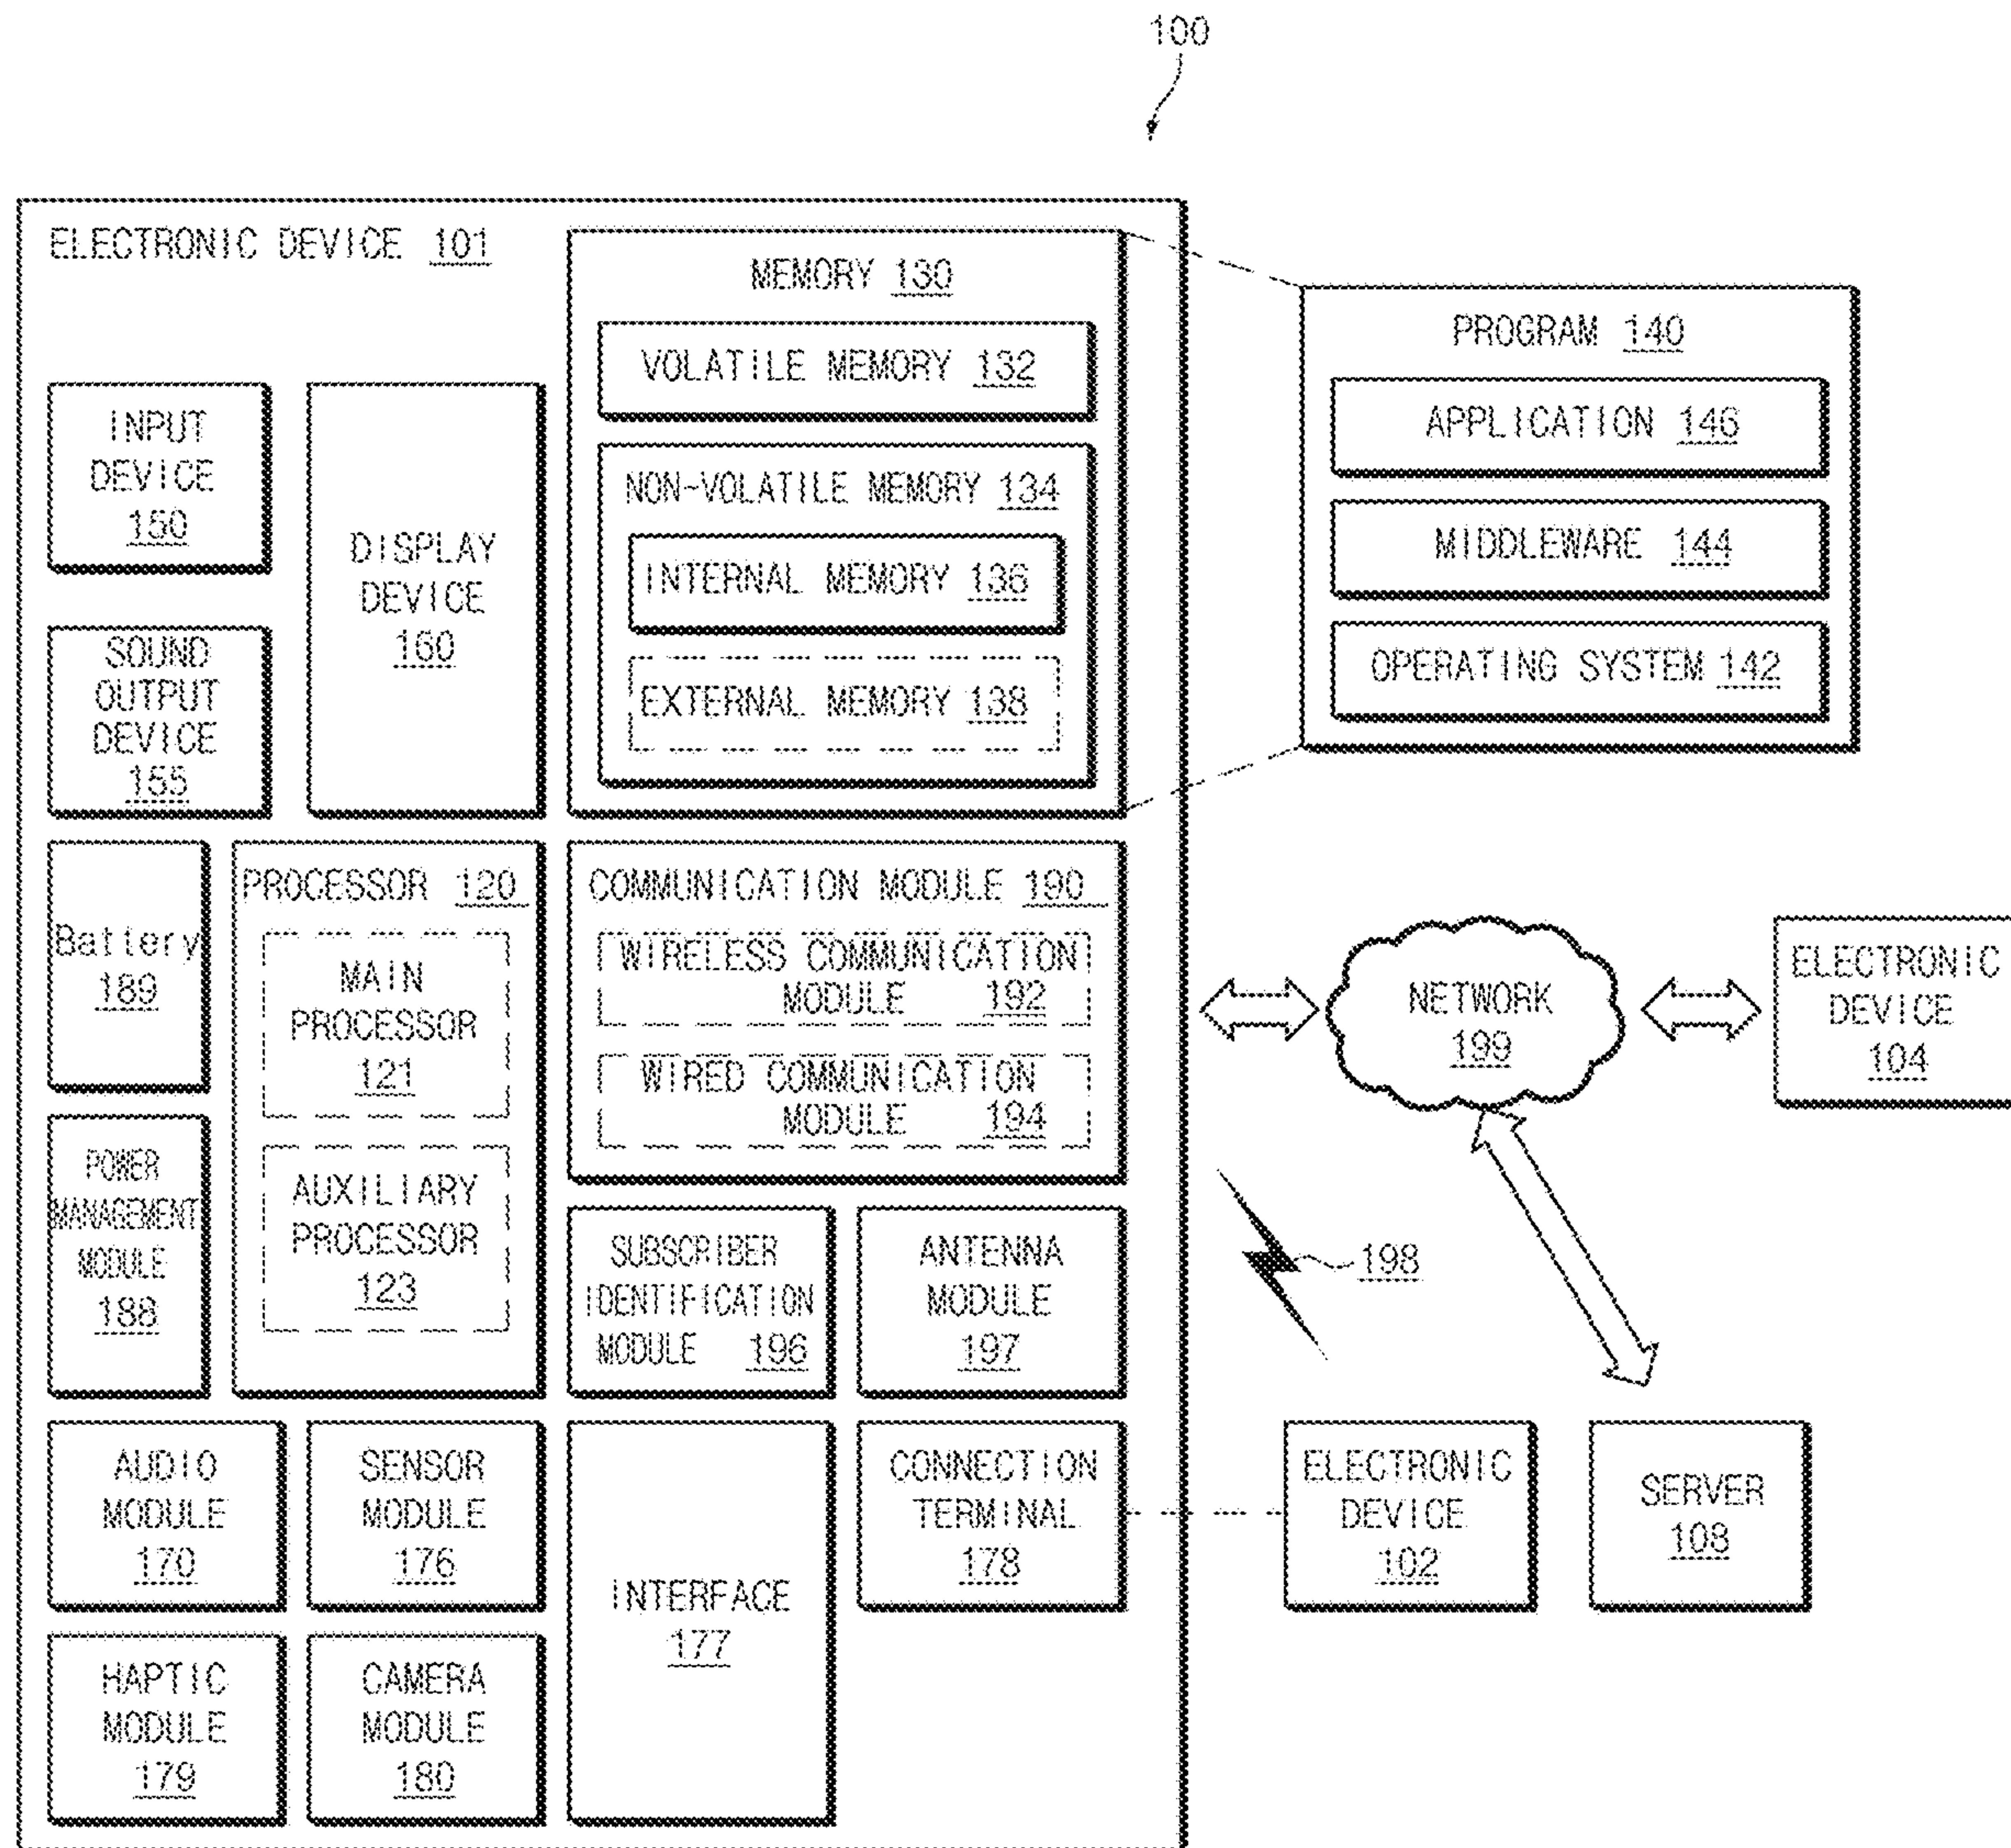 100
ELECTRONIC DEVICE 101
MEMORY 130
VOLATILE MEMORY 132
NON-VOLATILE MEMORY 134
INTERNAL MEMORY 136
EXTERNAL MEMORY 138
PROGRAM 140
APPLICATION 146
MIDDLEWARE 144
OPERATING SYSTEM 142
INPUT
DEVICE
150
SOUND
OUTPUT
DEVICE
155
DISPLAY
DEVICE
160
Battery
189
POWER
MANAGEMENT
MODULE
188
PROCESSOR 120
MAIN
PROCESSOR
121
AUXILIARY
PROCESSOR
123
COMMUNICATION MODULE 190
WIRELESS COMMUNICATION
MODULE 192
WIRED COMMUNICATION
MODULE 194
SUBSCRIBER
IDENTIFICATION
MODULE 196
ANTENNA
MODULE
197
NETWORK
199
ELECTRONIC
DEVICE
104
198
AUDIO
MODULE
170
SENSOR
MODULE
176
INTERFACE
177
CONNECTION
TERMINAL
178
ELECTRONIC
DEVICE
102
SERVER
108
HAPTIC
MODULE
179
CAMERA
MODULE
180